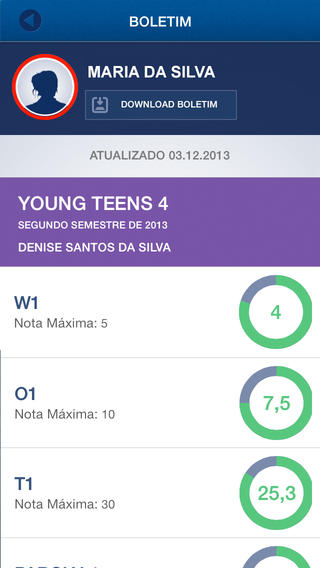 BOLETIM
MARIA DA SILVA
DOWNLOAD BOLETIM
ATUALIZADO 03.12.2013
YOUNG TEENS 4
SEGUNDO SEMESTRE DE 2013
DENISE SANTOS DA SILVA
W1
Nota Máxima: 5
4
O1
Nota Máxima: 10
7,5
T1
Nota Máxima: 30
25,3